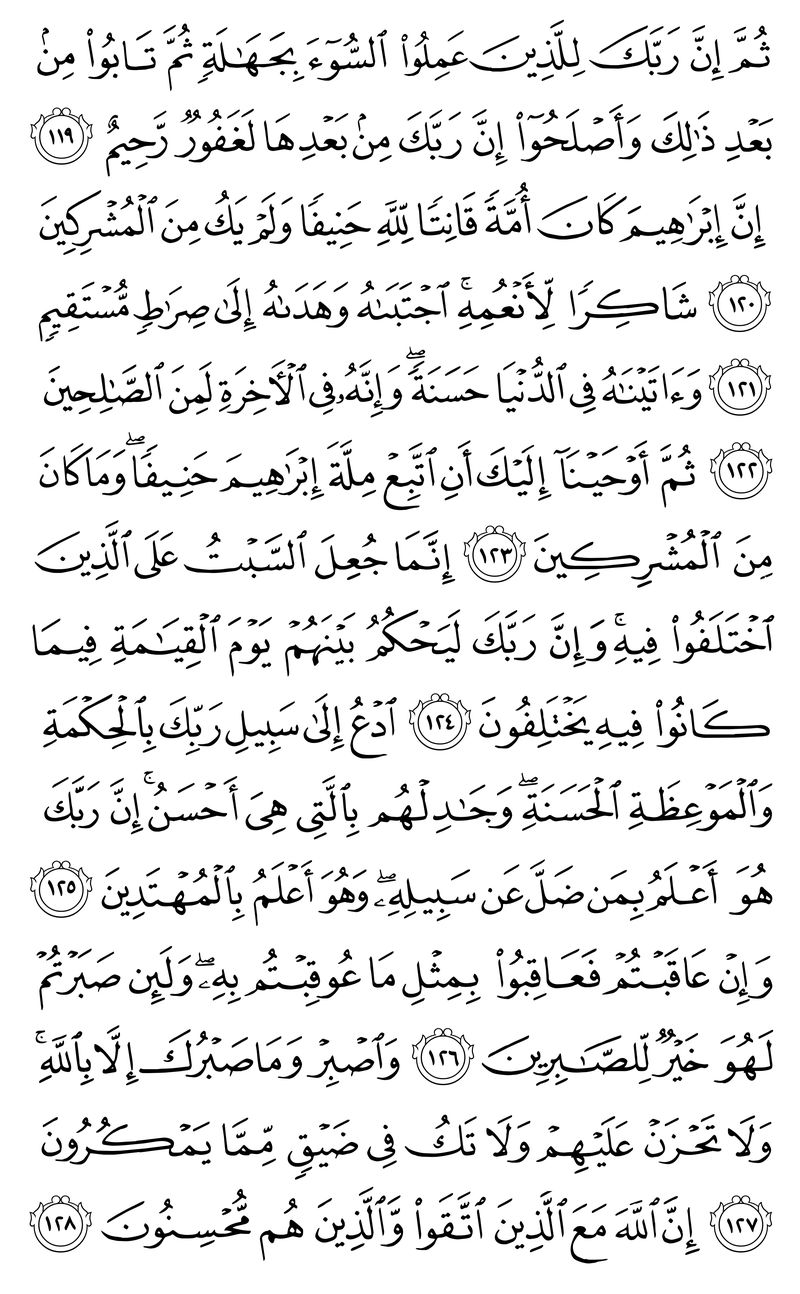 ثُمَّ إِنَّ رَبَّكَ لِلَّذِينَ عَمِلُوا۟ ٱلسُّوٓءَ بِجَهَـٰلَةٍ ثُمَّ تَابُوا۟ مِنۢ
بَعْدِ ذَٰلِكَ وَأَصْلَحُوٓا۟ إِنَّ رَبَّكَ مِنۢ بَعْدِهَا لَغَفُورٌ رَّحِيمٌ ١١٩
إِنَّ إِبْرَٰهِيمَ كَانَ أُمَّةً قَانِتًا لِّلَّهِ حَنِيفًا وَلَمْ يَكُ مِنَ ٱلْمُشْرِكِينَ
١٢٠ شَاكِرًا لِّأَنْعُمِهِ ۚ ٱجْتَبَىٰهُ وَهَدَىٰهُ إِلَىٰ صِرَٰطٍ مُّسْتَقِيمٍ
١٢١ وَءَاتَيْنَـٰهُ فِى ٱلدُّنْيَا حَسَنَةً ۖ وَإِنَّهُۥ فِى ٱلْـَٔاخِرَةِ لَمِنَ ٱلصَّـٰلِحِينَ
١٢٢ ثُمَّ أَوْحَيْنَآ إِلَيْكَ أَنِ ٱتَّبِعْ مِلَّةَ إِبْرَٰهِيمَ حَنِيفًا ۖ وَمَا كَانَ
مِنَ ٱلْمُشْرِكِينَ ١٢٣ إِنَّمَا جُعِلَ ٱلسَّبْتُ عَلَى ٱلَّذِينَ
ٱخْتَلَفُوا۟ فِيهِ ۚ وَإِنَّ رَبَّكَ لَيَحْكُمُ بَيْنَهُمْ يَوْمَ ٱلْقِيَـٰمَةِ فِيمَا
كَانُوا۟ فِيهِ يَخْتَلِفُونَ ١٢٤ ٱدْعُ إِلَىٰ سَبِيلِ رَبِّكَ بِٱلْحِكْمَةِ
وَٱلْمَوْعِظَةِ ٱلْحَسَنَةِ ۖ وَجَـٰدِلْهُم بِٱلَّتِى هِىَ أَحْسَنُ ۚ إِنَّ رَبَّكَ
هُوَ أَعْلَمُ بِمَن ضَلَّ عَن سَبِيلِهِۦ ۖ وَهُوَ أَعْلَمُ بِٱلْمُهْتَدِينَ ١٢٥
وَإِنْ عَاقَبْتُمْ فَعَاقِبُوا۟ بِمِثْلِ مَا عُوقِبْتُم بِهِۦ ۖ وَلَئِن صَبَرْتُمْ
لَهُوَ خَيْرٌ لِّلصَّـٰبِرِينَ ١٢٦ وَٱصْبِرْ وَمَا صَبْرُكَ إِلَّا بِٱللَّهِ ۚ
وَلَا تَحْزَنْ عَلَيْهِمْ وَلَا تَكُ فِى ضَيْقٍ مِّمَّا يَمْكُرُونَ
١٢٧ إِنَّ ٱللَّهَ مَعَ ٱلَّذِينَ ٱتَّقَوا۟ وَّٱلَّذِينَ هُم مُّحْسِنُونَ ١٢٨